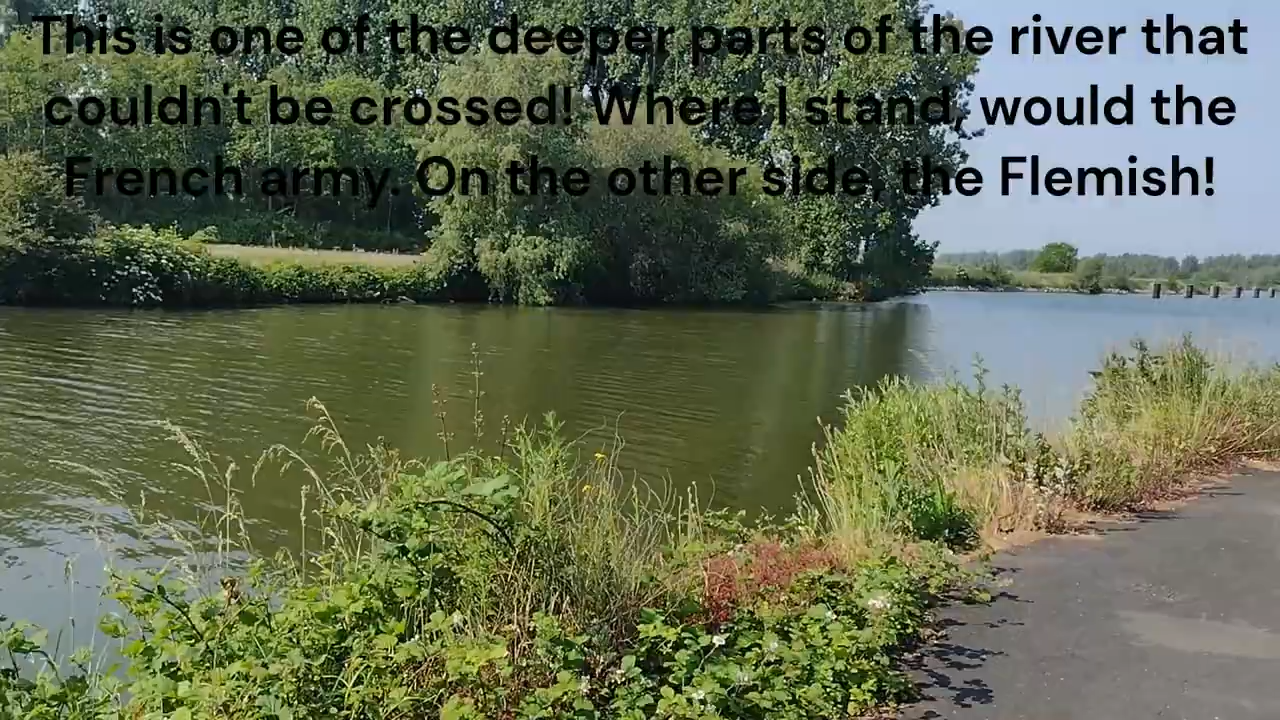 This is one of the deeper parts of the river that
couldn't be crossed! Where I stand, would the
French army. On the other side, the Flemish!